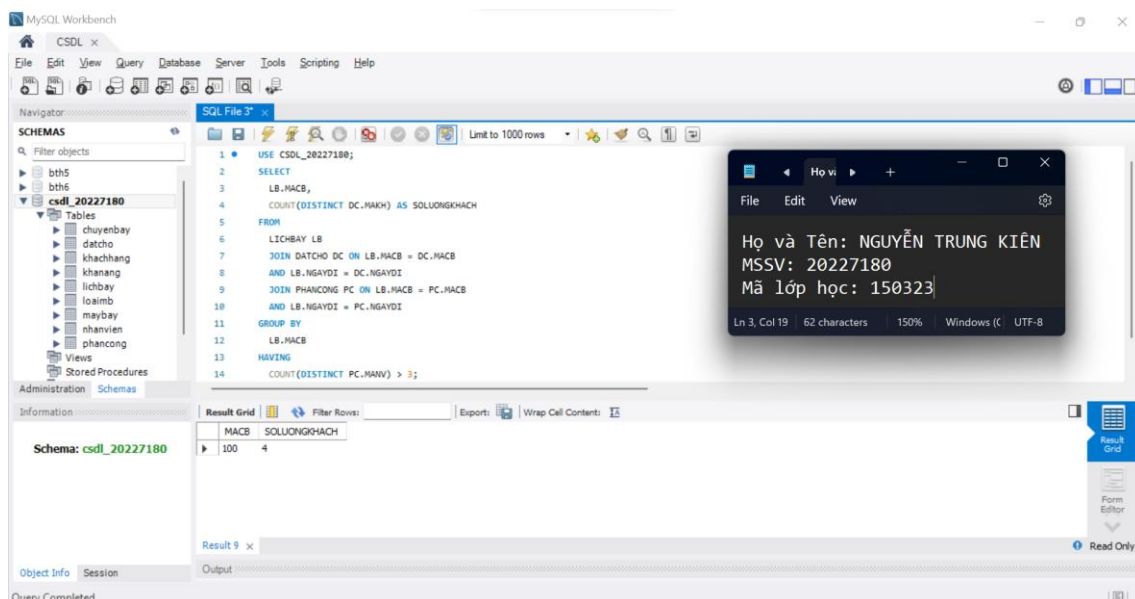 MySQL Workbench
CSDL
File Edit View Query Database Server Tools Scripting Help
Navigator
SCHEMAS
Filter objects
bth5
bth6
csdl_20227180
Tables
chuyenbay
datcho
khachhang
khanang
lichbay
loaimb
maybay
nhanvien
phancong
Views
Stored Procedures
Administration Schemas
Information
Schema: csdl_20227180
Object Info Session
SQL File 3*
Limit to 1000 rows
1 USE CSDL_20227180;
2 SELECT
3 LB.MACB,
4 COUNT(DISTINCT DC.MAKH) AS SOLUONGKHACH
5 FROM
6 LICHBAY LB
7 JOIN DATCHO DC ON LB.MACB = DC.MACB
8 AND LB.NGAYDI = DC.NGAYDI
9 JOIN PHANCONG PC ON LB.MACB = PC.MACB
10 AND LB.NGAYDI = PC.NGAYDI
11 GROUP BY
12 LB.MACB
13 HAVING
14 COUNT(DISTINCT PC.MANV) > 3;
Họ và
File Edit View
Họ và Tên: NGUYỄN TRUNG KIÊN
MSSV: 20227180
Mã lớp học: 150323
Ln 3, Col 19 62 characters 150% Windows (C UTF-8
Result Grid Filter Rows: Export: Wrap Cell Content:
MACB SOLUONGKHACH
100 4
Result Grid
Form Editor
Result 9
Read Only
Output
Query Completed